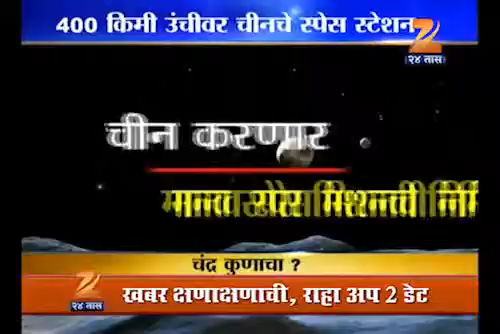 400 किमी उंचीवर चीनचे स्पेस स्टेशन
२४ तास
चीन करणार
चंद्र कुणाचा ?
२४ तास
खबर क्षणाक्षणाची, राहा अप 2 डेट